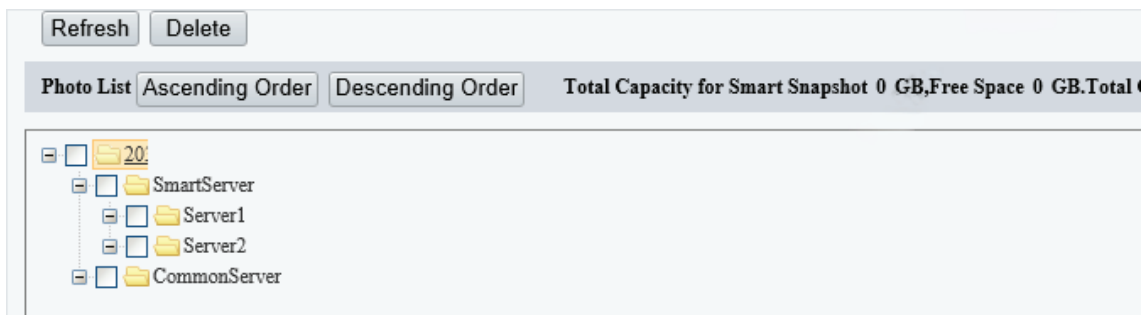 Refresh Delete
Photo List Ascending Order Descending Order Total Capacity for Smart Snapshot 0 GB,Free Space 0 GB.Total
SmartServer
Server1
Server2
CommonServer